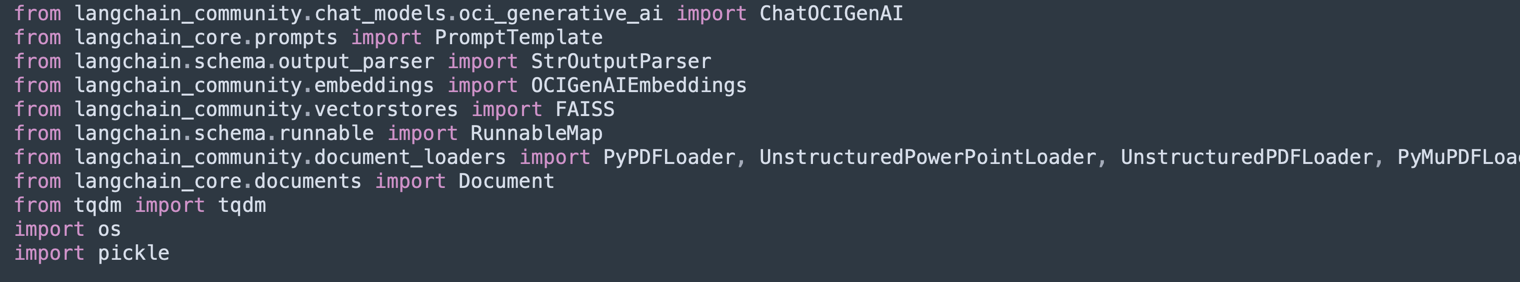 from langchain_community.chat_models.oci_generative_ai import ChatOCIGenAI
from langchain_core.prompts import PromptTemplate
from langchain.schema.output_parser import StrOutputParser
from langchain_community.embeddings import OCIGenAIEmbeddings
from langchain_community.vectorstores import FAISS
from langchain.schema.runnable import RunnableMap
from langchain_community.document_loaders import PyPDFLoader, UnstructuredPowerPointLoader, UnstructuredPDFLoader,
from langchain_core.documents import Document
from tqdm import tqdm
import os
import pickle